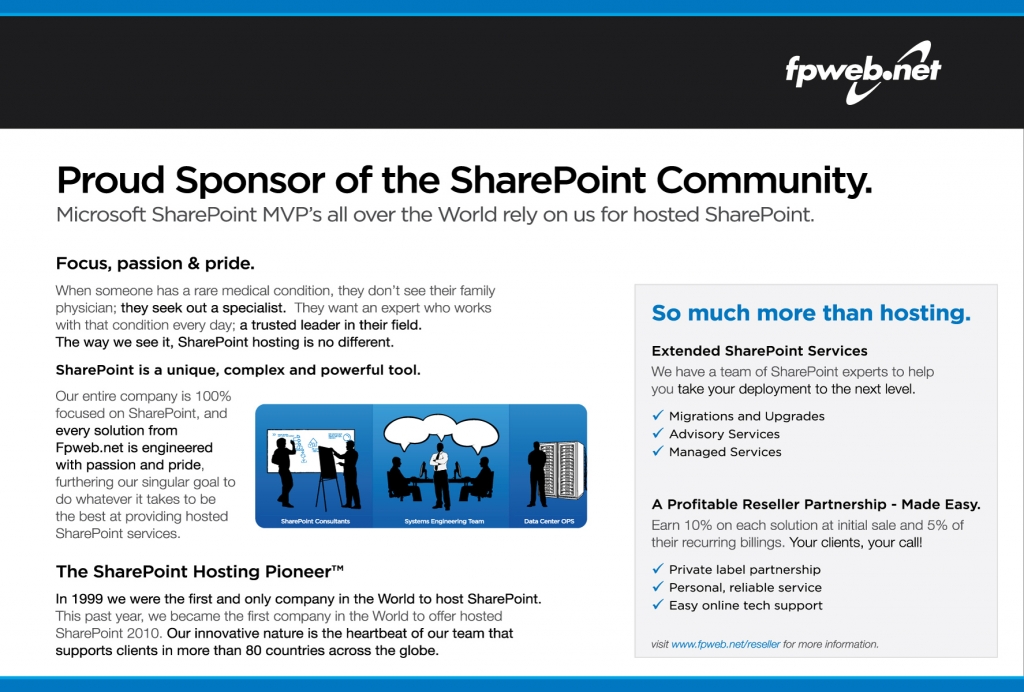 fpweb.net
Proud Sponsor of the SharePoint Community.
Microsoft SharePoint MVP's all over the World rely on us for hosted SharePoint.
Focus, passion & pride.
When someone has a rare medical condition, they don't see their family
physician; they seek out a specialist. They want an expert who works
with that condition every day; a trusted leader in their field.
The way we see it, SharePoint hosting is no different.
SharePoint is a unique, complex and powerful tool.
Our entire company is 100%
focused on SharePoint, and
every solution from
Fpweb.net is engineered
with passion and pride,
furthering our singular goal to
do whatever it takes to be
the best at providing hosted
SharePoint services.
SharePoint Consultants
Systems Engineering Team
Data Center OPS
The SharePoint Hosting Pioneer™
In 1999 we were the first and only company in the World to host SharePoint.
This past year, we became the first company in the World to offer hosted
SharePoint 2010. Our innovative nature is the heartbeat of our team that
supports clients in more than 80 countries across the globe.
So much more than hosting.
Extended SharePoint Services
We have a team of SharePoint experts to help
you take your deployment to the next level.
✓ Migrations and Upgrades
✓ Advisory Services
✓ Managed Services
A Profitable Reseller Partnership - Made Easy.
Earn 10% on each solution at initial sale and 5% of
their recurring billings. Your clients, your call!
✓ Private label partnership
✓ Personal, reliable service
✓ Easy online tech support
visit www.fpweb.net/reseller for more information.